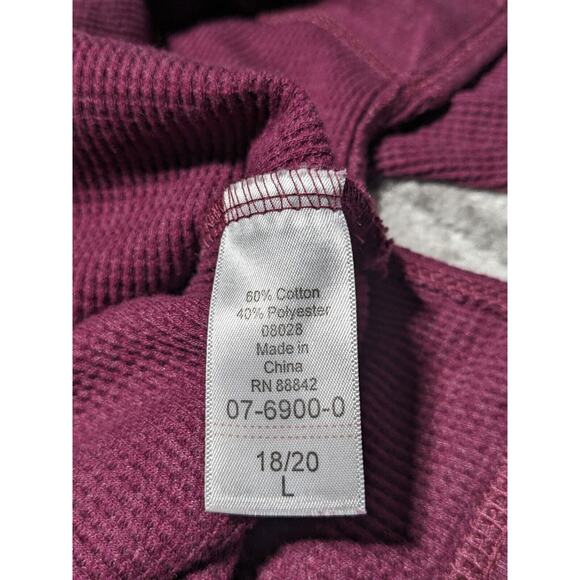 60% Cotton
40% Polyester
08028
Made in
China
RN 88842
07-6900-0
18/20
L